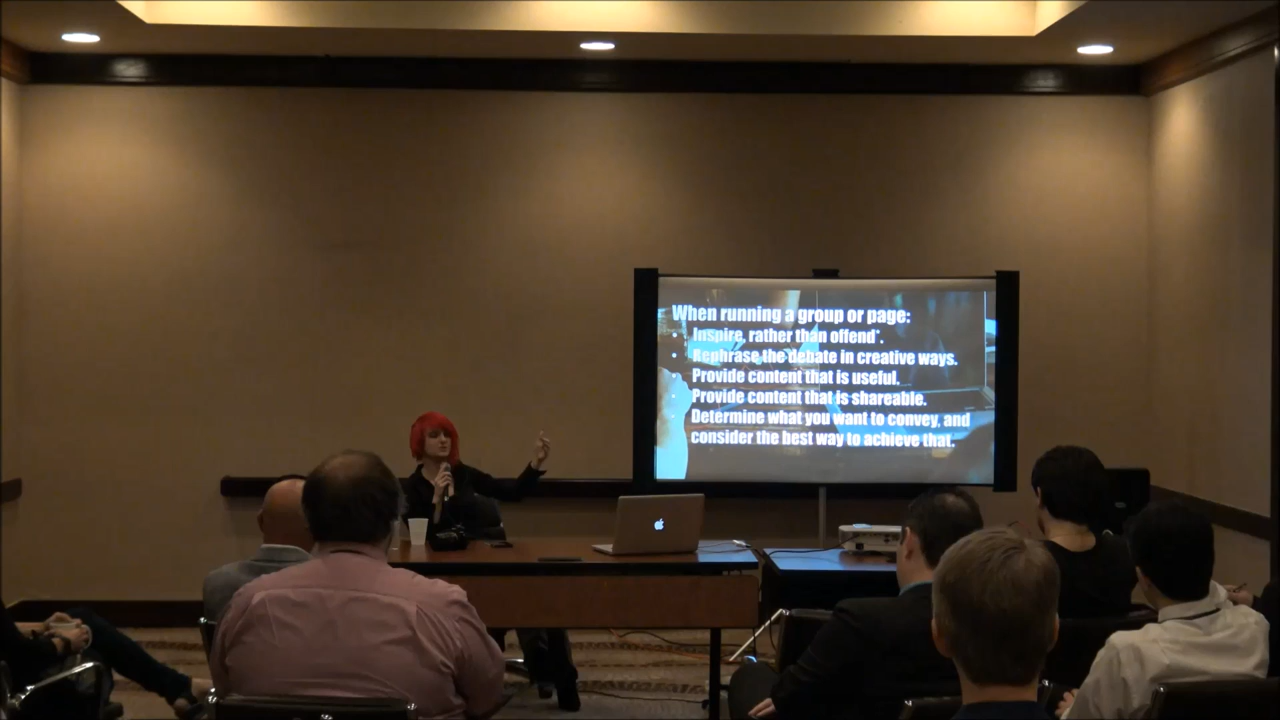 When running a group or page:
• Inspire, rather than offend*.
• Rephrase the debate in creative ways.
• Provide content that is useful.
• Provide content that is shareable.
• Determine what you want to convey, and
consider the best way to achieve that.